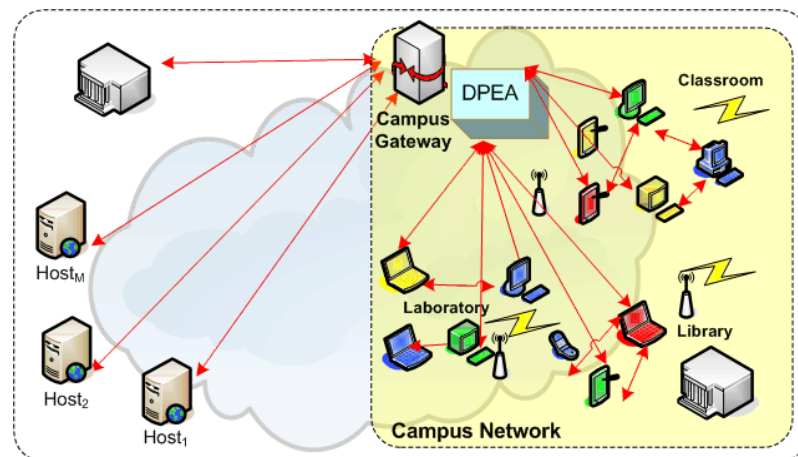 DPEA
Classroom
Campus
Gateway
Host_M
Laboratory
Library
Host_2
Host_1
Campus Network